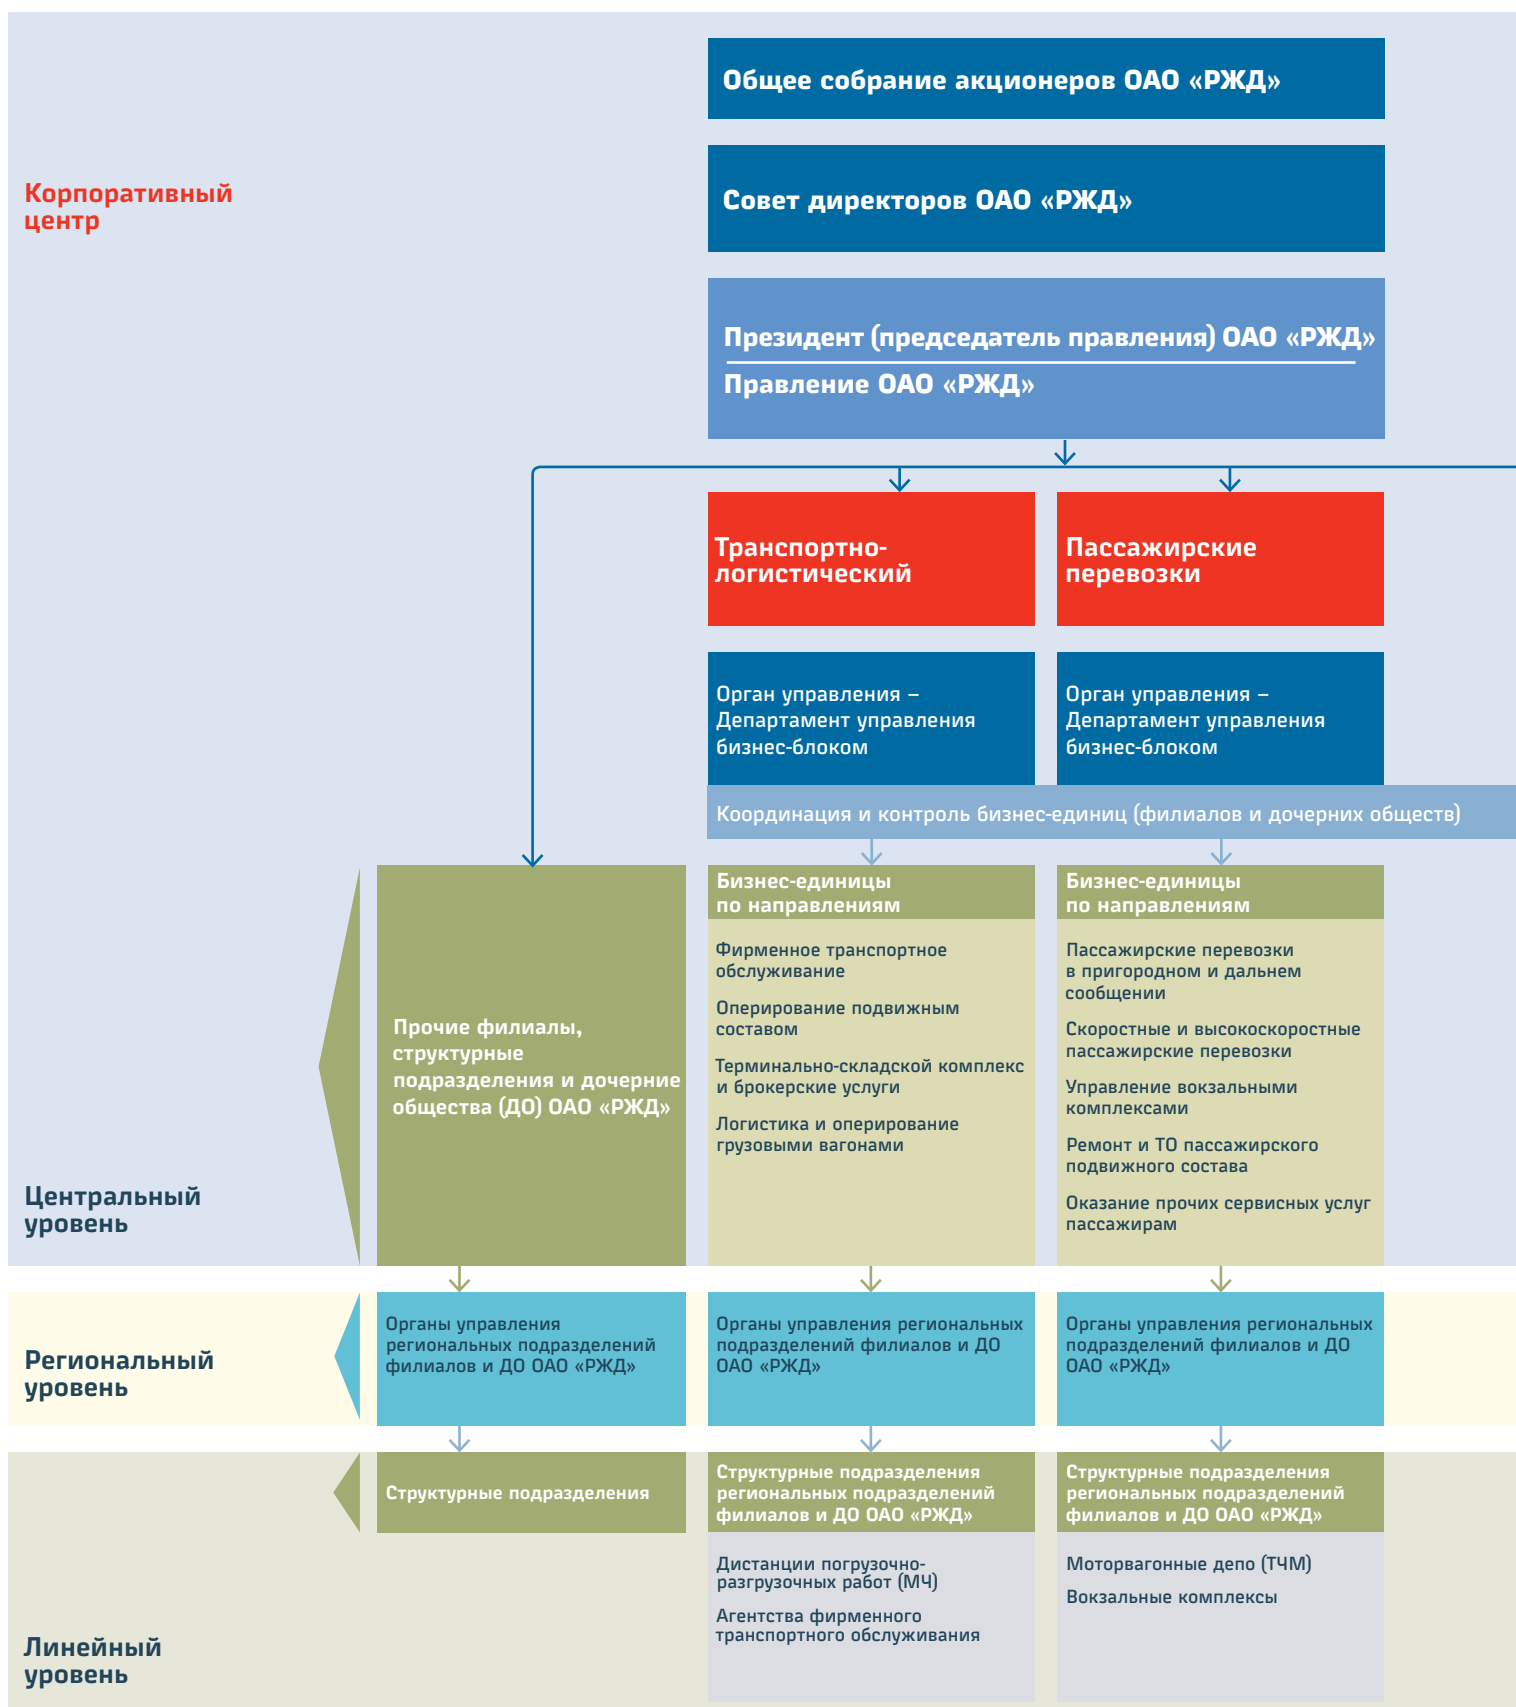 Общее собрание акционеров ОАО «РЖД»
Корпоративный
центр
Совет директоров ОАО «РЖД»
Президент (председатель правления) ОАО «РЖД»
Правление ОАО «РЖД»
Транспортно-
логистический
Пассажирские
перевозки
Орган управления –
Департамент управления
бизнес-блоком
Орган управления –
Департамент управления
бизнес-блоком
Координация и контроль бизнес-единиц (филиалов и дочерних обществ)
Центральный
уровень
Прочие филиалы,
структурные
подразделения и дочерние
общества (ДО) ОАО «РЖД»
Бизнес-единицы
по направлениям
Фирменное транспортное
обслуживание
Оперирование подвижным
составом
Терминально-складской комплекс
и брокерские услуги
Логистика и оперирование
грузовыми вагонами
Бизнес-единицы
по направлениям
Пассажирские перевозки
в пригородном и дальнем
сообщении
Скоростные и высокоскоростные
пассажирские перевозки
Управление вокзальными
комплексами
Ремонт и ТО пассажирского
подвижного состава
Оказание прочих сервисных услуг
пассажирам
Региональный
уровень
Органы управления
региональных подразделений
филиалов и ДО ОАО «РЖД»
Органы управления региональных
подразделений филиалов и ДО
ОАО «РЖД»
Органы управления региональных
подразделений филиалов и ДО
ОАО «РЖД»
Линейный
уровень
Структурные подразделения
Структурные подразделения
региональных подразделений
филиалов и ДО ОАО «РЖД»
Дистанции погрузочно-
разгрузочных работ (МЧ)
Агентства фирменного
транспортного обслуживания
Структурные подразделения
региональных подразделений
филиалов и ДО ОАО «РЖД»
Моторвагонные депо (ТЧМ)
Вокзальные комплексы